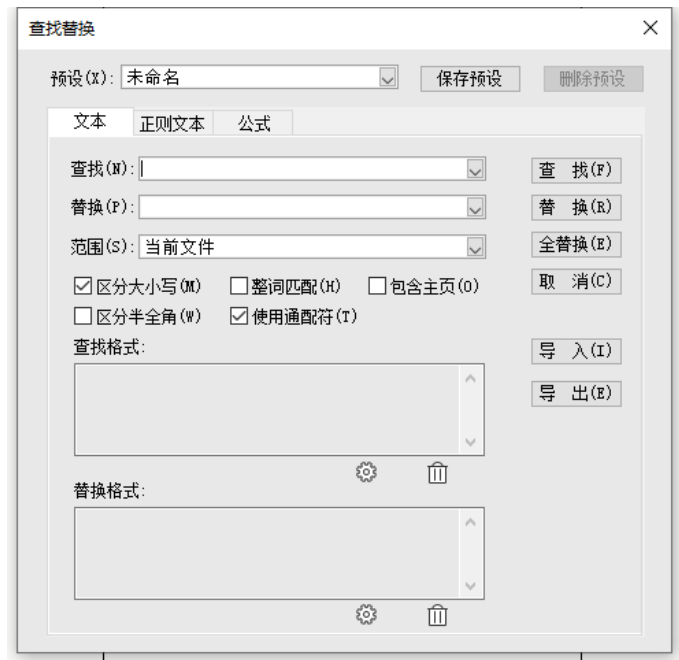 查找替换
预设(X): 未命名 保存预设 删除预设
文本 正则文本 公式
查找(N): 查 找(F)
替换(P): 替 换(R)
范围(S): 当前文件 全替换(E)
区分大小写(M) 整词匹配(H) 包含主页(O) 取 消(C)
区分半全角(W) 使用通配符(T)
查找格式: 导 入(I)
导 出(E)
替换格式: